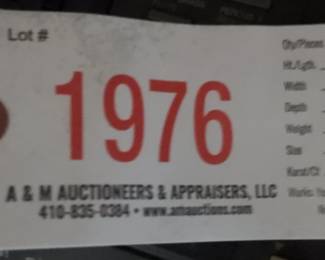 Lot #
1976
A & M AUCTIONEERS & APPRAISERS, LLC
410-835-0384 • www.amauctions.com
Qty/Pieces
Ht./Lgth.
Width
Depth
Weight
Size
Karat/Ct
Works: